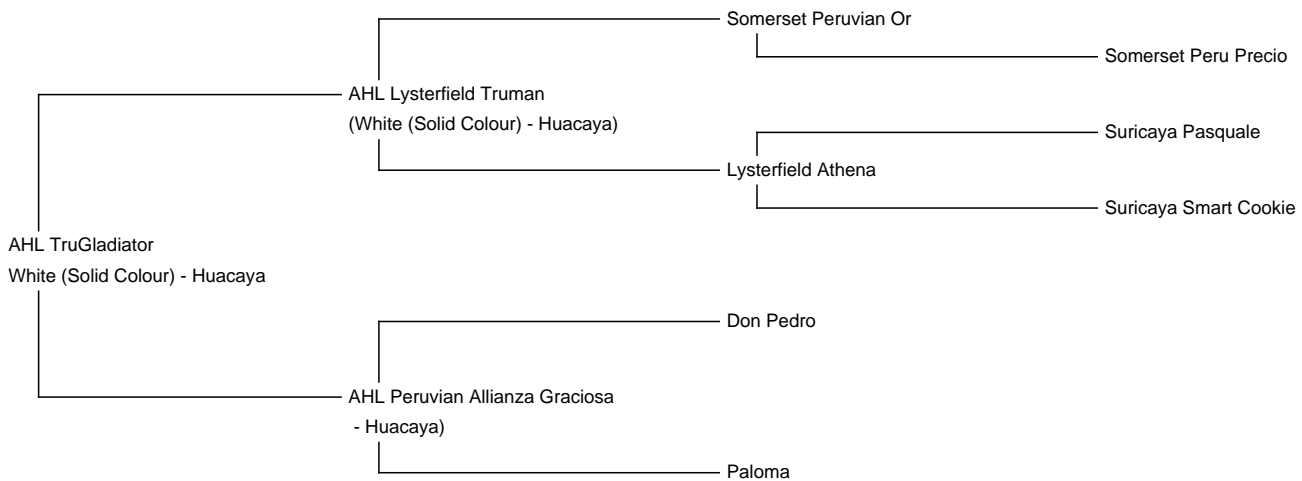 Somerset Peruvian Or
Somerset Peru Precio
AHL Lysterfield Truman
(White (Solid Colour) - Huacaya)
Suricaya Pasquale
Lysterfield Athena
Suricaya Smart Cookie
AHL TruGladiator
White (Solid Colour) - Huacaya
Don Pedro
AHL Peruvian Allianza Graciosa
- Huacaya)
Paloma